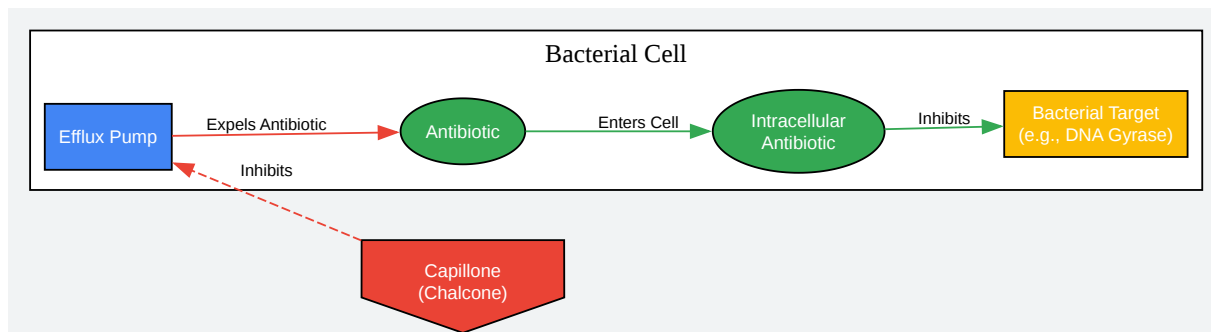 Bacterial Cell
Efflux Pump
Expels Antibiotic
Antibiotic
Enters Cell
Intracellular
Antibiotic
Inhibits
Bacterial Target
(e.g., DNA Gyrase)
Inhibits
Capillone
(Chalcone)